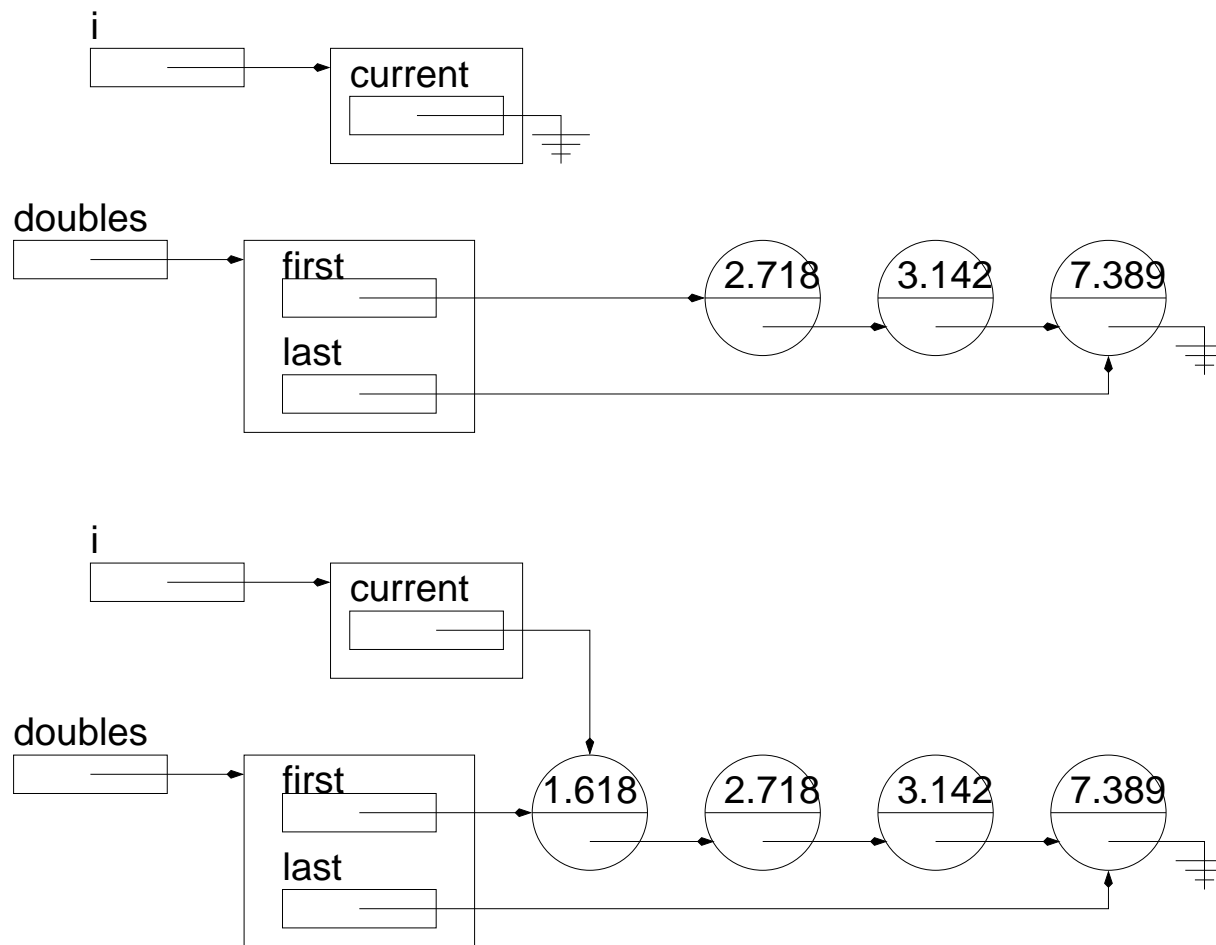 i
current
doubles
first
2.718 3.142 7.389
last
i
current
doubles
first
1.618 2.718 3.142 7.389
last